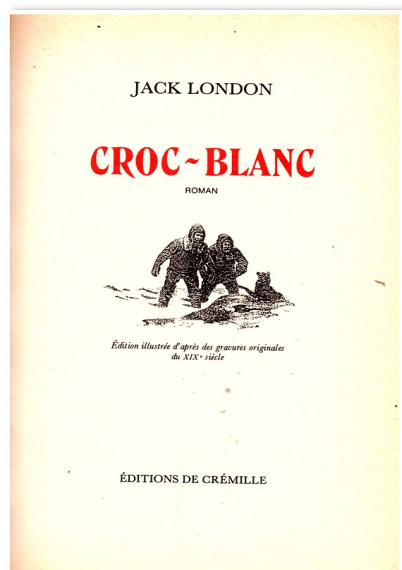 JACK LONDON
CROC~BLANC
ROMAN
Édition illustrée d'après des gravures originales
du XIXe siècle
ÉDITIONS DE CRÉMILLE